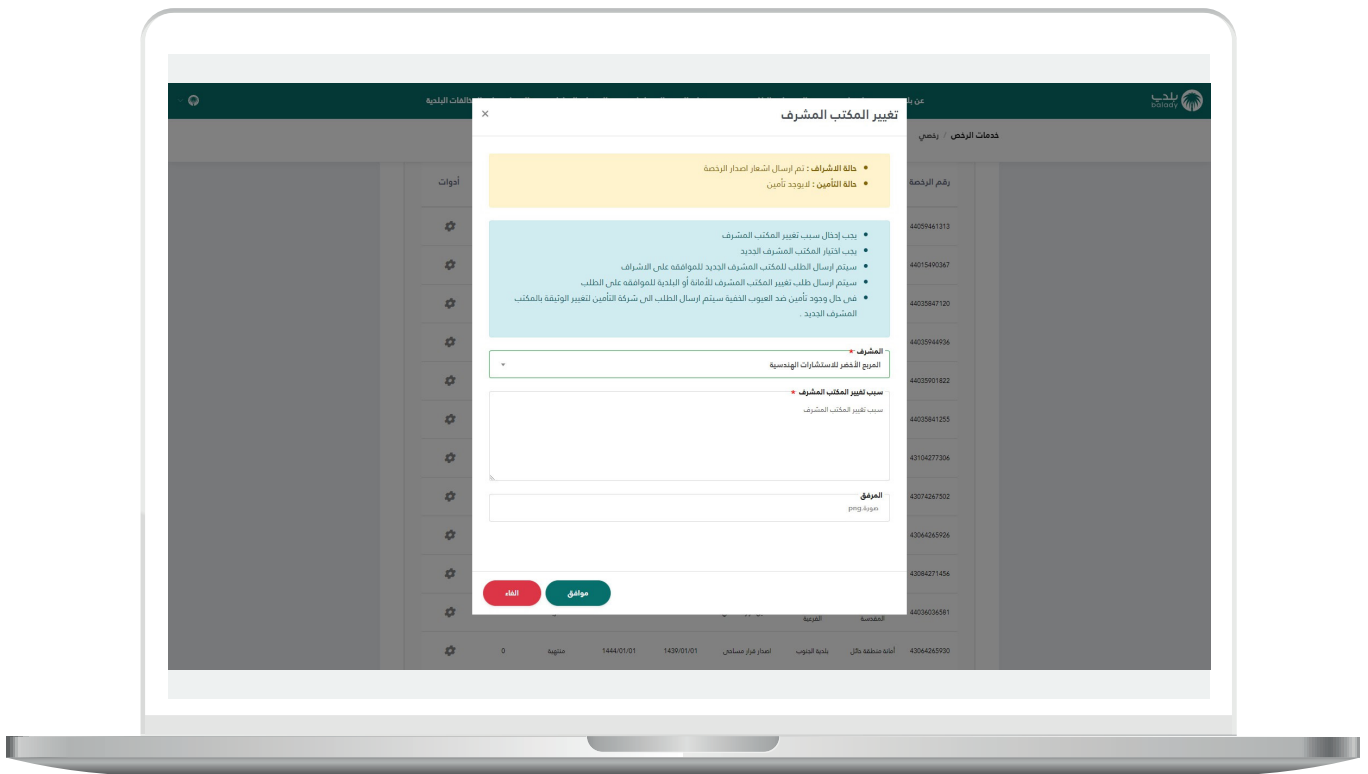 بلدي
balady
عن
المخالفات البلدية
خدمات الرخص / رخصي
تغيير المكتب المشرف
×
حالة الاشراف : تم ارسال اشعار اصدار الرخصة
حالة التأمين : لايوجد تأمين
يجب إدخال سبب تغيير المكتب المشرف
يجب اختيار المكتب المشرف الجديد
سيتم ارسال الطلب للمكتب المشرف الجديد للموافقه على الاشراف
سيتم ارسال طلب تغيير المكتب المشرف للأمانة أو البلدية للموافقه على الطلب
في حال وجود تأمين ضد العيوب الخفية سيتم ارسال الطلب الى شركة التأمين لتغيير الوثيقة بالمكتب
المشرف الجديد .
المشرف *
المربع الأخضر للاستشارات الهندسية
سبب تغيير المكتب المشرف *
سبب تغيير المكتب المشرف
المرفق
صورة.png
موافق
الغاء
رقم الرخصة
أدوات
44059461313
44015490367
44035847120
44035944936
44035901822
44035841255
43104277306
43074267502
43064265926
43084271456
44036036581 المقدسة الفرعية
43064265930 أمانة منطقة حائل بلدية الجنوب اصدار قرار مساحي 1439/01/01 1444/01/01 منتهية 0